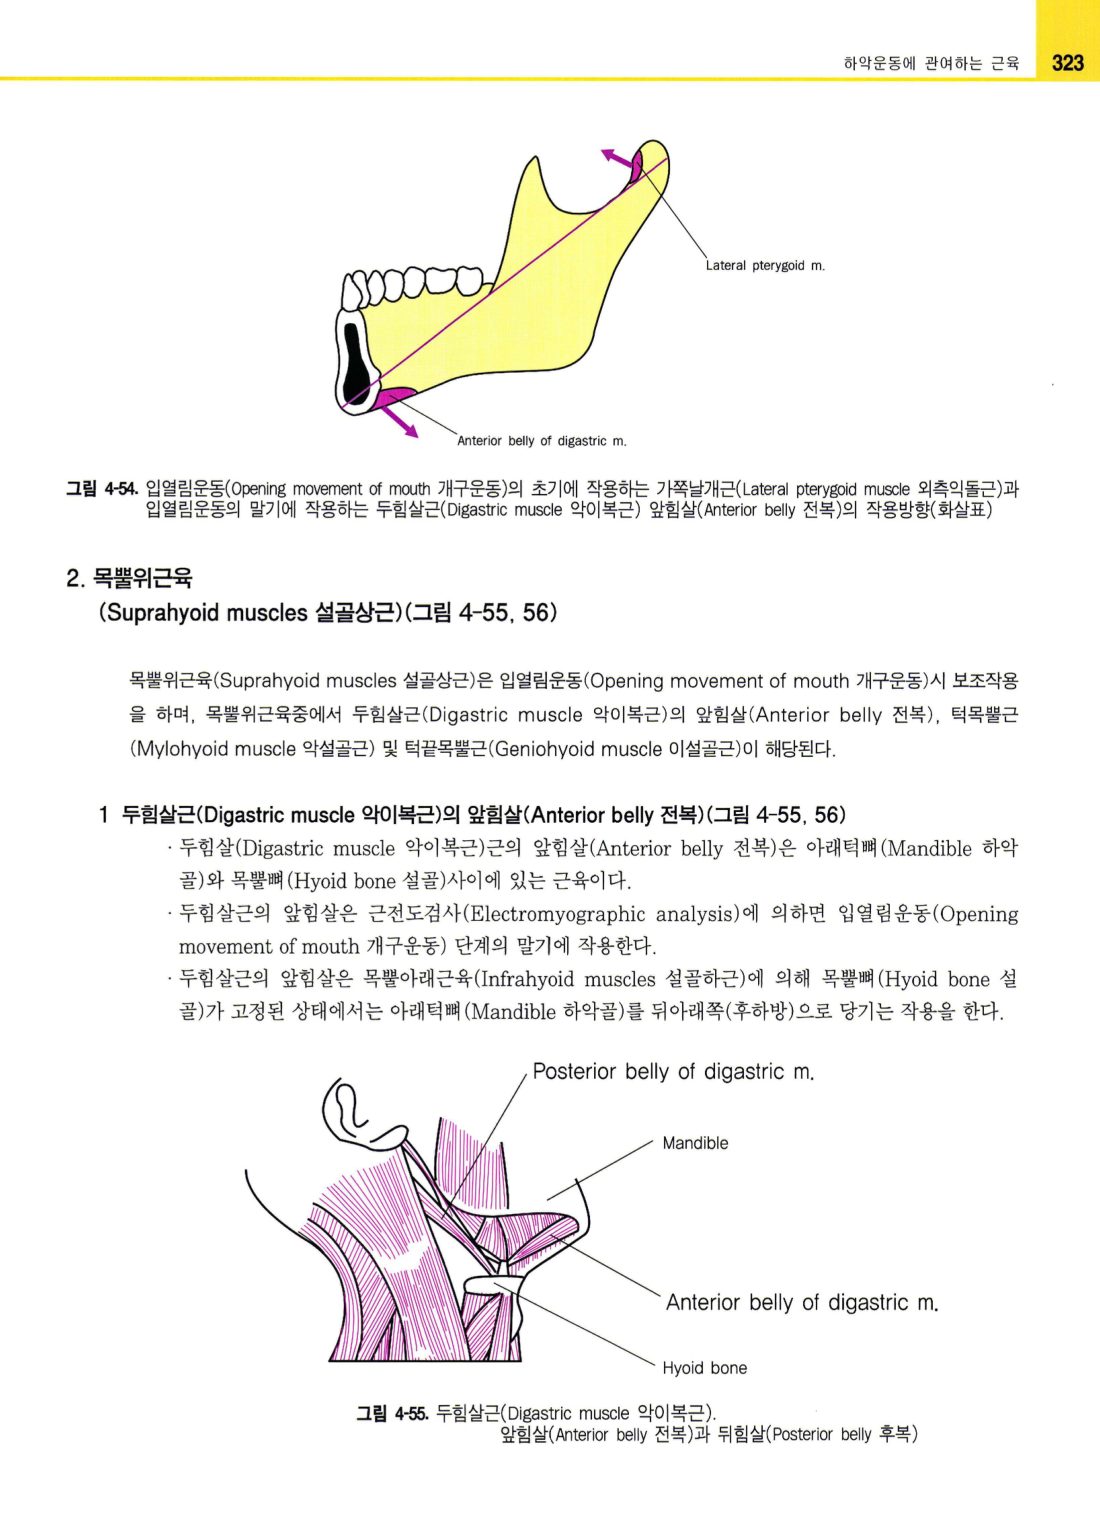 하악운동에 관여하는 근육 323
Lateral pterygoid m.
Anterior belly of digastric m.
그림 4-54. 입열림운동(Opening movement of mouth 개구운동)의 초기에 작용하는 가쪽날개근(Lateral pterygoid muscle 외측익돌근)과
입열림운동의 말기에 작용하는 두힘살근(Digastric muscle 악이복근) 앞힘살(Anterior belly 전복)의 작용방향(화살표)
2. 목뿔위근육
(Suprahyoid muscles 설골상근)(그림 4-55, 56)
목뿔위근육(Suprahyoid muscles 설골상근)은 입열림운동(Opening movement of mouth 개구운동)시 보조작용
을 하며, 목뿔위근육중에서 두힘살근(Digastric muscle 악이복근)의 앞힘살(Anterior belly 전복), 턱목뿔근
(Mylohyoid muscle 악설골근) 및 턱끝목뿔근(Geniohyoid muscle 이설골근)이 해당된다.
1 두힘살근(Digastric muscle 악이복근)의 앞힘살(Anterior belly 전복)(그림 4-55, 56)
· 두힘살(Digastric muscle 악이복근)근의 앞힘살(Anterior belly 전복)은 아래턱뼈(Mandible 하악
골)와 목뿔뼈(Hyoid bone 설골)사이에 있는 근육이다.
· 두힘살근의 앞힘살은 근전도검사(Electromyographic analysis)에 의하면 입열림운동(Opening
movement of mouth 개구운동) 단계의 말기에 작용한다.
· 두힘살근의 앞힘살은 목뿔아래근육(Infrahyoid muscles 설골하근)에 의해 목뿔뼈(Hyoid bone 설
골)가 고정된 상태에서는 아래턱뼈(Mandible 하악골)를 뒤아래쪽(후하방)으로 당기는 작용을 한다.
Posterior belly of digastric m.
Mandible
Anterior belly of digastric m.
Hyoid bone
그림 4-55. 두힘살근(Digastric muscle 악이복근).
앞힘살(Anterior belly 전복)과 뒤힘살(Posterior belly 후복)